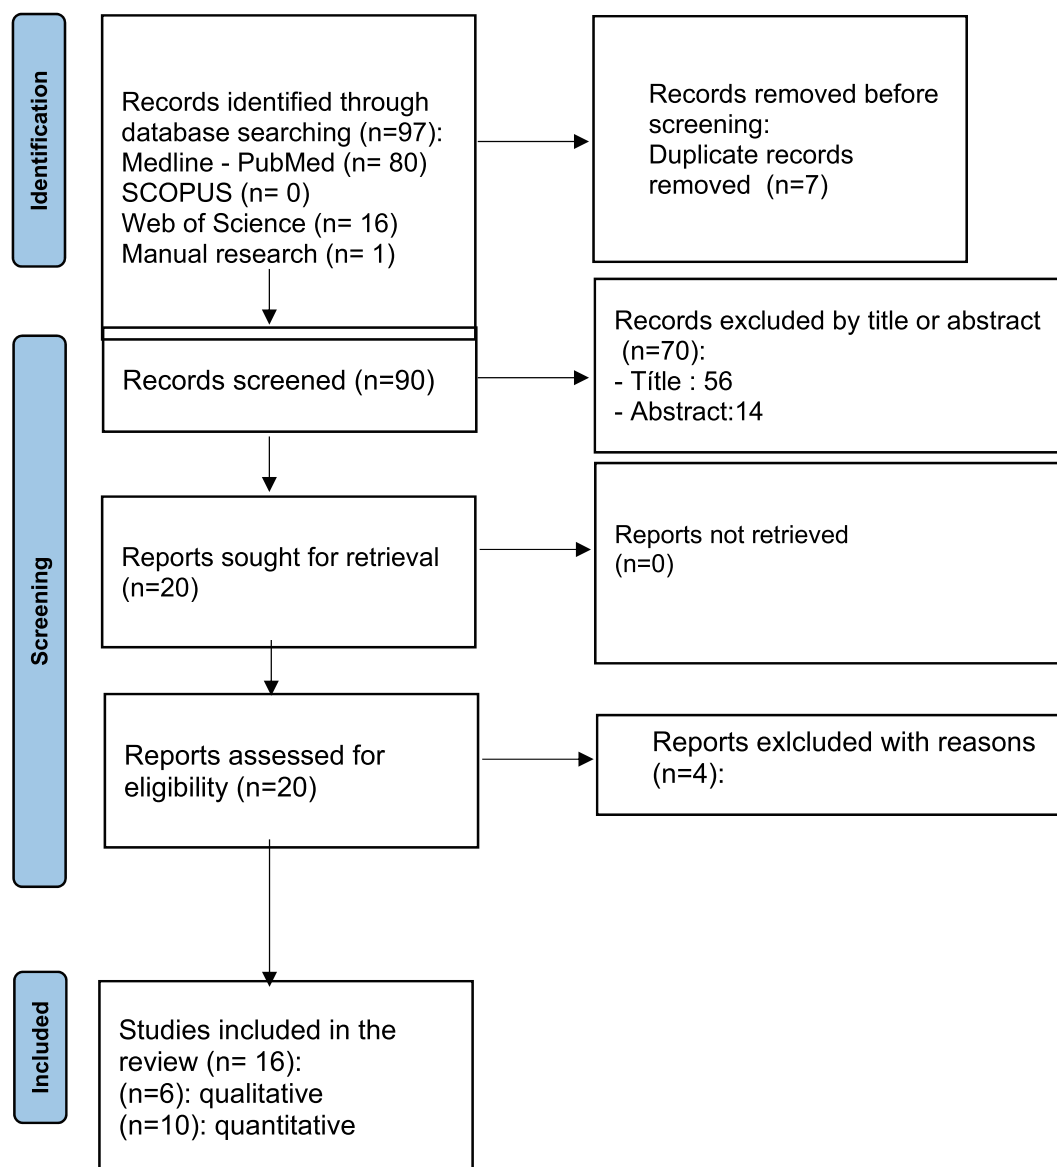 Identification
Records identified through
database searching (n=97):
Medline - PubMed (n= 80)
SCOPUS (n= 0)
Web of Science (n= 16)
Manual research (n= 1)
Records removed before
screening:
Duplicate records
removed (n=7)
Screening
Records screened (n=90)
Records excluded by title or abstract
(n=70):
- Títle : 56
- Abstract:14
Reports sought for retrieval
(n=20)
Reports not retrieved
(n=0)
Reports assessed for
eligibility (n=20)
Reports exlcluded with reasons
(n=4):
Included
Studies included in the
review (n= 16):
(n=6): qualitative
(n=10): quantitative